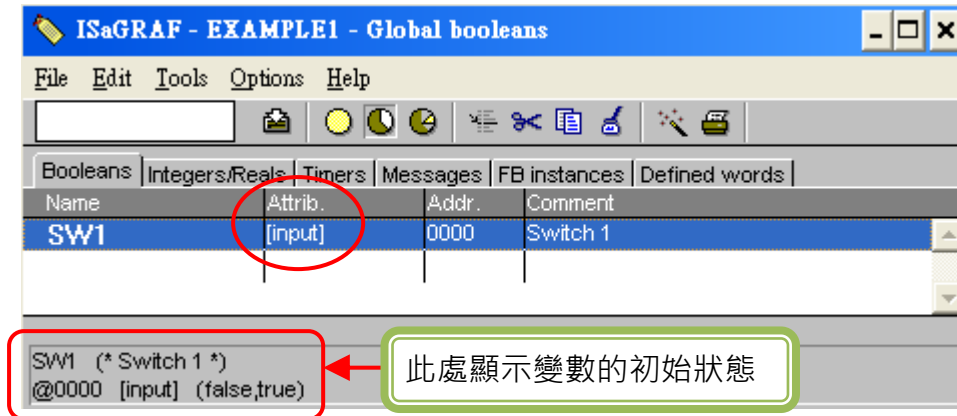 ISaGRAF - EXAMPLE1 - Global booleans
File Edit Tools Options Help
Booleans Integers/Reals Timers Messages FB instances Defined words
Name Attrib. Addr. Comment
SW1 [input] 0000 Switch 1
SW1 (* Switch 1 *)
@0000 [input] (false,true)
此處顯示變數的初始狀態